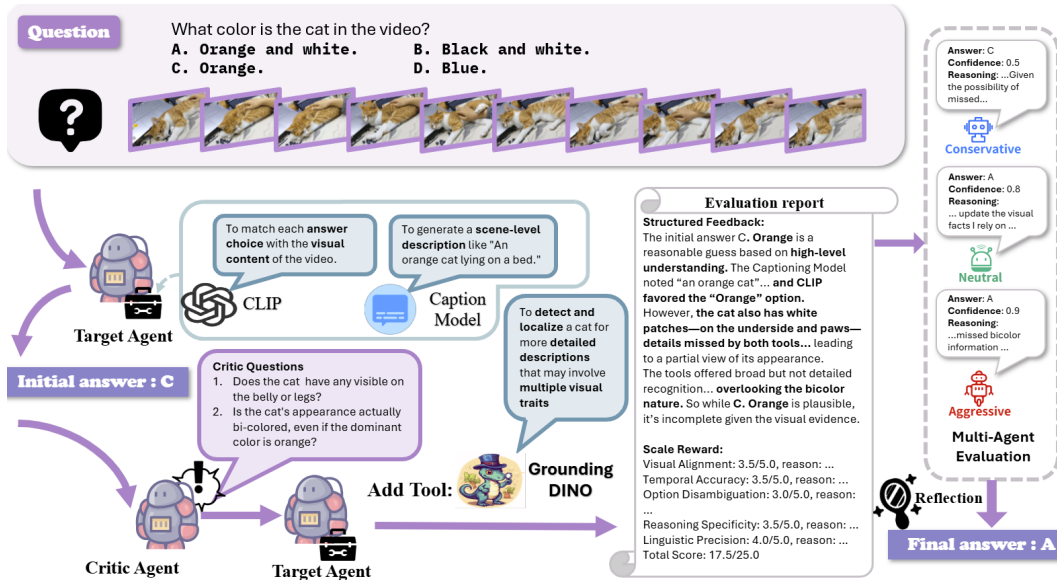 Question
What color is the cat in the video?
A. Orange and white.
B. Black and white.
C. Orange.
D. Blue.
?
To match each answer
choice with the visual
content of the video.
CLIP
To generate a scene-level
description like "An
orange cat lying on a bed."
Caption
Model
Target Agent
Initial answer : C
Critic Questions
1. Does the cat have any visible on
the belly or legs?
2. Is the cat's appearance actually
bi-colored, even if the dominant
color is orange?
To detect and
localize a cat for
more detailed
descriptions
that may involve
multiple visual
traits
Add Tool:
Grounding
DINO
!
Critic Agent
Target Agent
Evaluation report
Structured Feedback:
The initial answer C. Orange is a
reasonable guess based on high-level
understanding. The Captioning Model
noted "an orange cat"... and CLIP
favored the "Orange" option.
However, the cat also has white
patches—on the underside and paws—
details missed by both tools... leading
to a partial view of its appearance.
The tools offered broad but not detailed
recognition... overlooking the bicolor
nature. So while C. Orange is plausible,
it's incomplete given the visual evidence.
Scale Reward:
Visual Alignment: 3.5/5.0, reason: ...
Temporal Accuracy: 3.5/5.0, reason: ...
Option Disambiguation: 3.0/5.0, reason:
...
Reasoning Specificity: 3.5/5.0, reason: ...
Linguistic Precision: 4.0/5.0, reason: ...
Total Score: 17.5/25.0
Answer: C
Confidence: 0.5
Reasoning: ...Given
the possibility of
missed...
Conservative
Answer: A
Confidence: 0.8
Reasoning:
... update the visual
facts I rely on ...
Neutral
Answer: A
Confidence: 0.9
Reasoning:
...missed bicolor
information ...
Aggressive
Multi-Agent
Evaluation
Reflection
Final answer : A